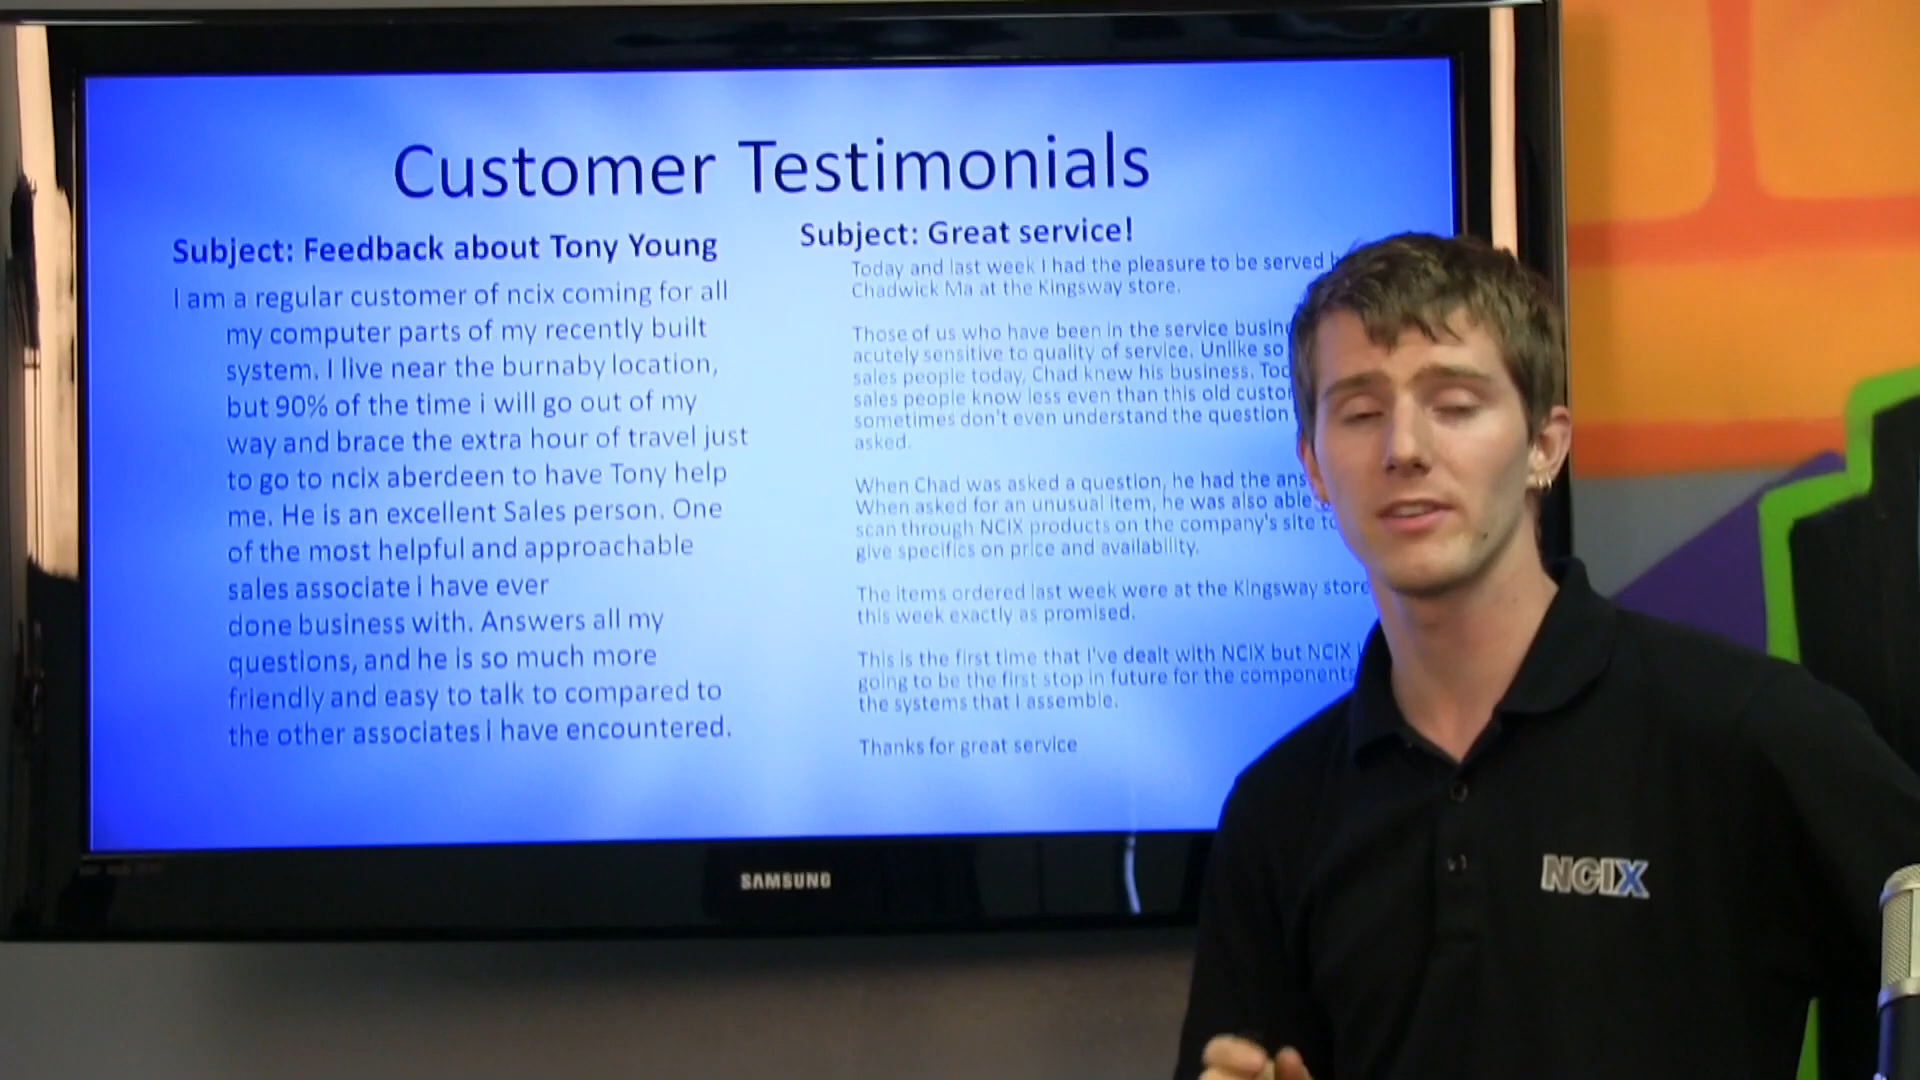 Customer Testimonials
Subject: Feedback about Tony Young
I am a regular customer of ncix coming for all
my computer parts of my recently built
system. I live near the burnaby location,
but 90% of the time i will go out of my
way and brace the extra hour of travel just
to go to ncix aberdeen to have Tony help
me. He is an excellent Sales person. One
of the most helpful and approachable
sales associate i have ever
done business with. Answers all my
questions, and he is so much more
friendly and easy to talk to compared to
the other associates i have encountered.
Subject: Great service!
Today and last week I had the pleasure to be served
Chadwick Ma at the Kingsway store.
Those of us who have been in the service
acutely sensitive to quality of service. Unlike so
sales people today, Chad knew his business.
sales people know less even than this old
sometimes don't even understand the question
asked.
When Chad was asked a question, he had the
When asked for an unusual item, he was also able
scan through NCIX products on the company's site to
give specifics on price and availability.
The items ordered last week were at the Kingsway store
this week exactly as promised.
This is the first time that I've dealt with NCIX but NCIX
going to be the first stop in future for the components
the systems that I assemble.
Thanks for great service
SAMSUNG
NCIX